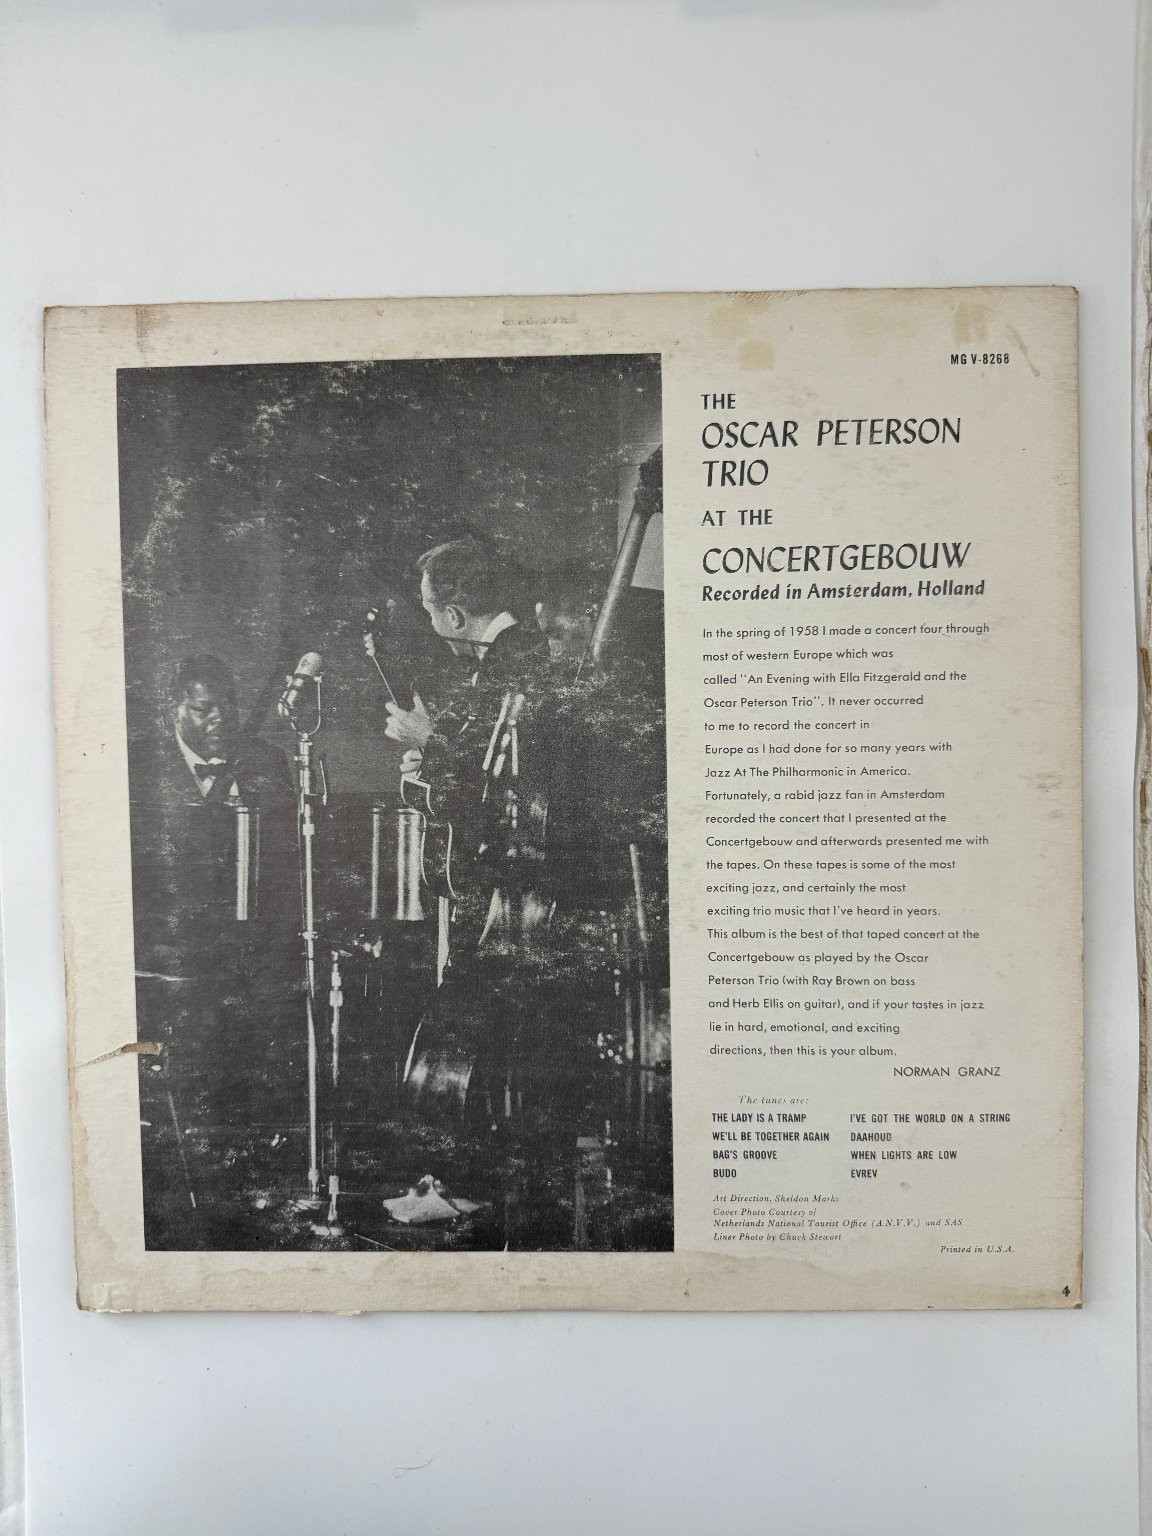 MG V-8268
THE
OSCAR PETERSON
TRIO
AT THE
CONCERTGEBOUW
Recorded in Amsterdam, Holland
In the spring of 1958 I made a concert tour through
most of western Europe which was
called "An Evening with Ella Fitzgerald and the
Oscar Peterson Trio". It never occurred
to me to record the concert in
Europe as I had done for so many years with
Jazz At The Philharmonic in America.
Fortunately, a rabid jazz fan in Amsterdam
recorded the concert that I presented at the
Concertgebouw and afterwards presented me with
the tapes. On these tapes is some of the most
exciting jazz, and certainly the most
exciting trio music that I've heard in years.
This album is the best of that taped concert at the
Concertgebouw as played by the Oscar
Peterson Trio (with Ray Brown on bass
and Herb Ellis on guitar), and if your tastes in jazz
lie in hard, emotional, and exciting
directions, then this is your album.
NORMAN GRANZ
The tunes are:
THE LADY IS A TRAMP
WE'LL BE TOGETHER AGAIN
BAG'S GROOVE
BUDO
I'VE GOT THE WORLD ON A STRING
DAAHOUD
WHEN LIGHTS ARE LOW
EVREV
Art Direction, Sheldon Marks
Cover Photo Courtesy of
Netherlands National Tourist Office (A.N.V.V.) and SAS
Liner Photo by Chuck Stewart
Printed in U.S.A.
4